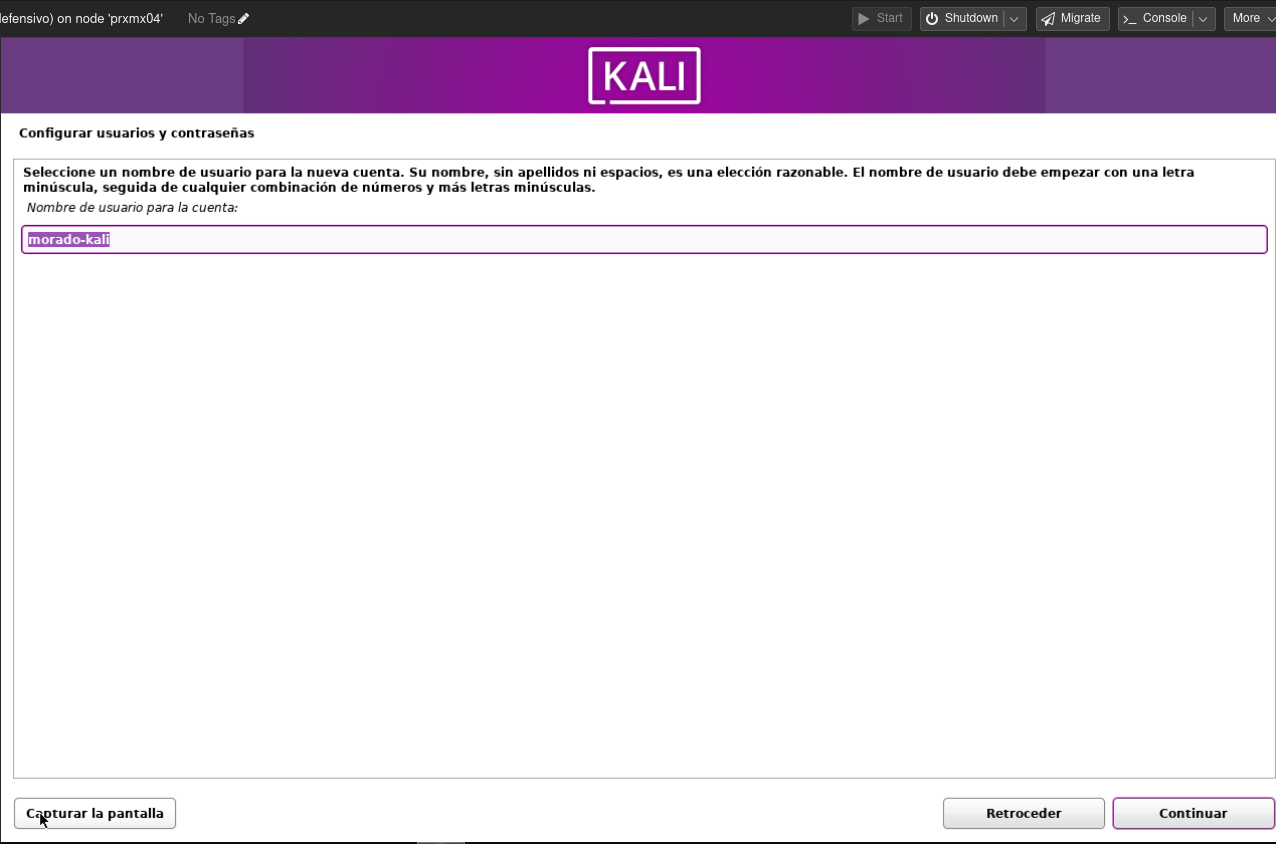 defensivo) on node 'prxmx04' No Tags Start Shutdown Migrate Console More
KALI
Configurar usuarios y contraseñas
Seleccione un nombre de usuario para la nueva cuenta. Su nombre, sin apellidos ni espacios, es una elección razonable. El nombre de usuario debe empezar con una letra
minúscula, seguida de cualquier combinación de números y más letras minúsculas.
Nombre de usuario para la cuenta:
morado-kali
Capturar la pantalla Retroceder Continuar